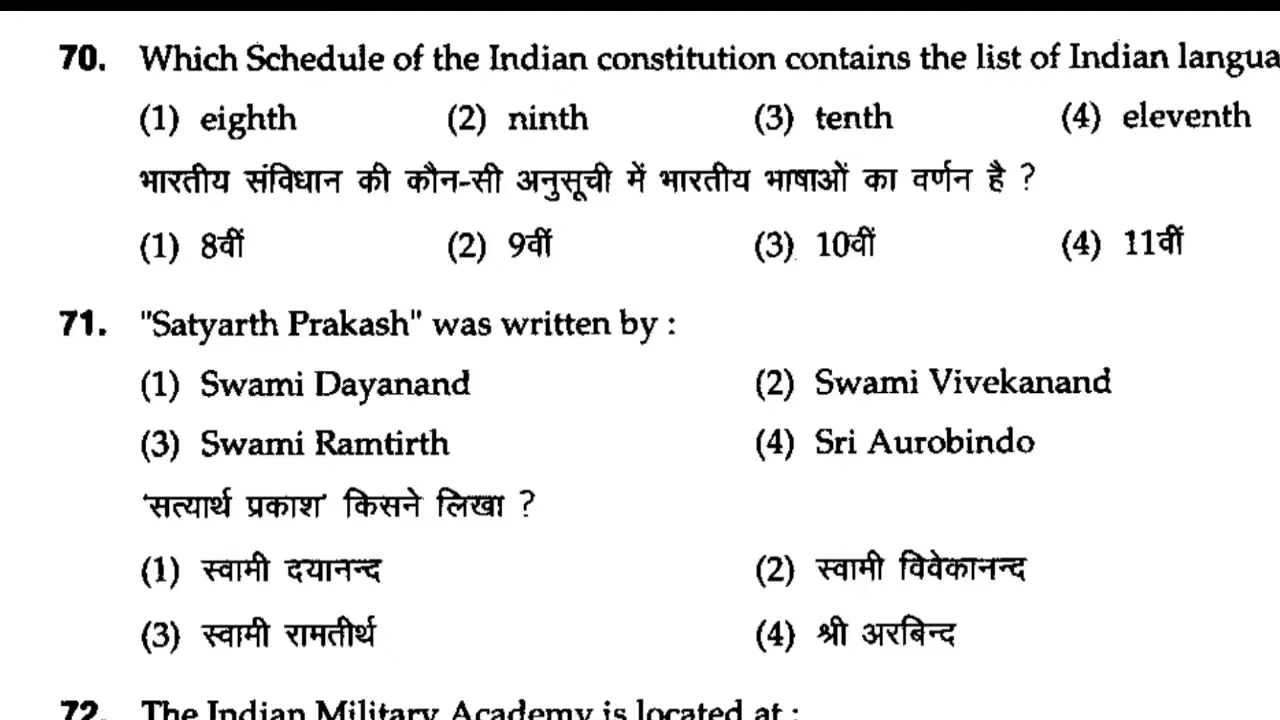 70. Which Schedule of the Indian constitution contains the list of Indian langua
(1) eighth (2) ninth (3) tenth (4) eleventh
भारतीय संविधान की कौन-सी अनुसूची में भारतीय भाषाओं का वर्णन है ?
(1) 8वीं (2) 9वीं (3) 10वीं (4) 11वीं
71. "Satyarth Prakash" was written by :
(1) Swami Dayanand (2) Swami Vivekanand
(3) Swami Ramtirth (4) Sri Aurobindo
'सत्यार्थ प्रकाश' किसने लिखा ?
(1) स्वामी दयानन्द (2) स्वामी विवेकानन्द
(3) स्वामी रामतीर्थ (4) श्री अरबिन्द
72. The Indian Military Academy is located at :